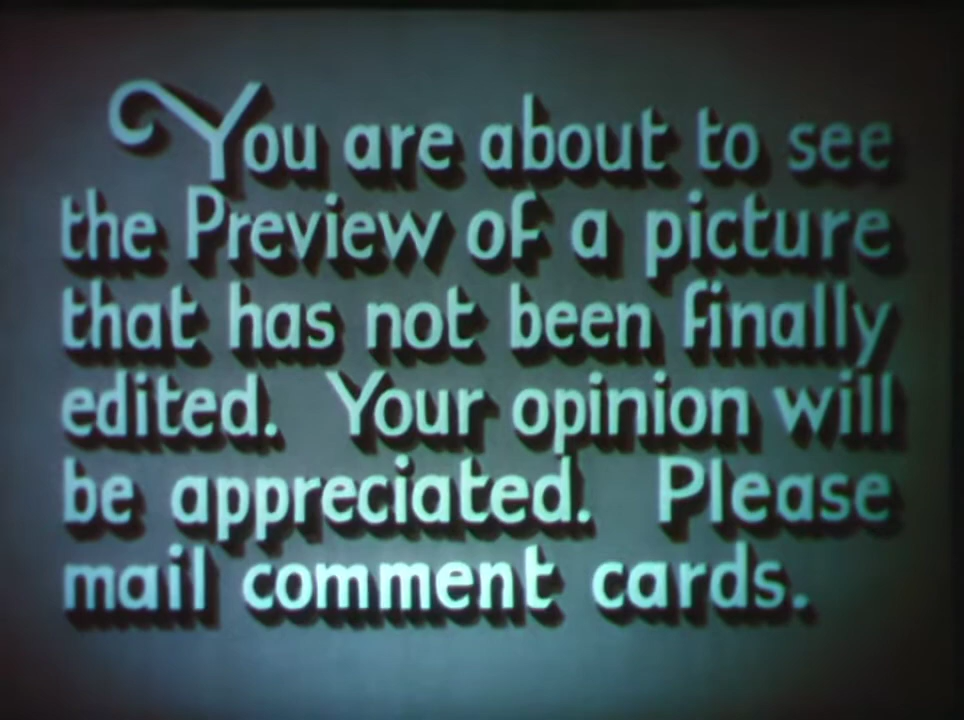 You are about to see
the Preview of a picture
that has not been finally
edited. Your opinion will
be appreciated. Please
mail comment cards.